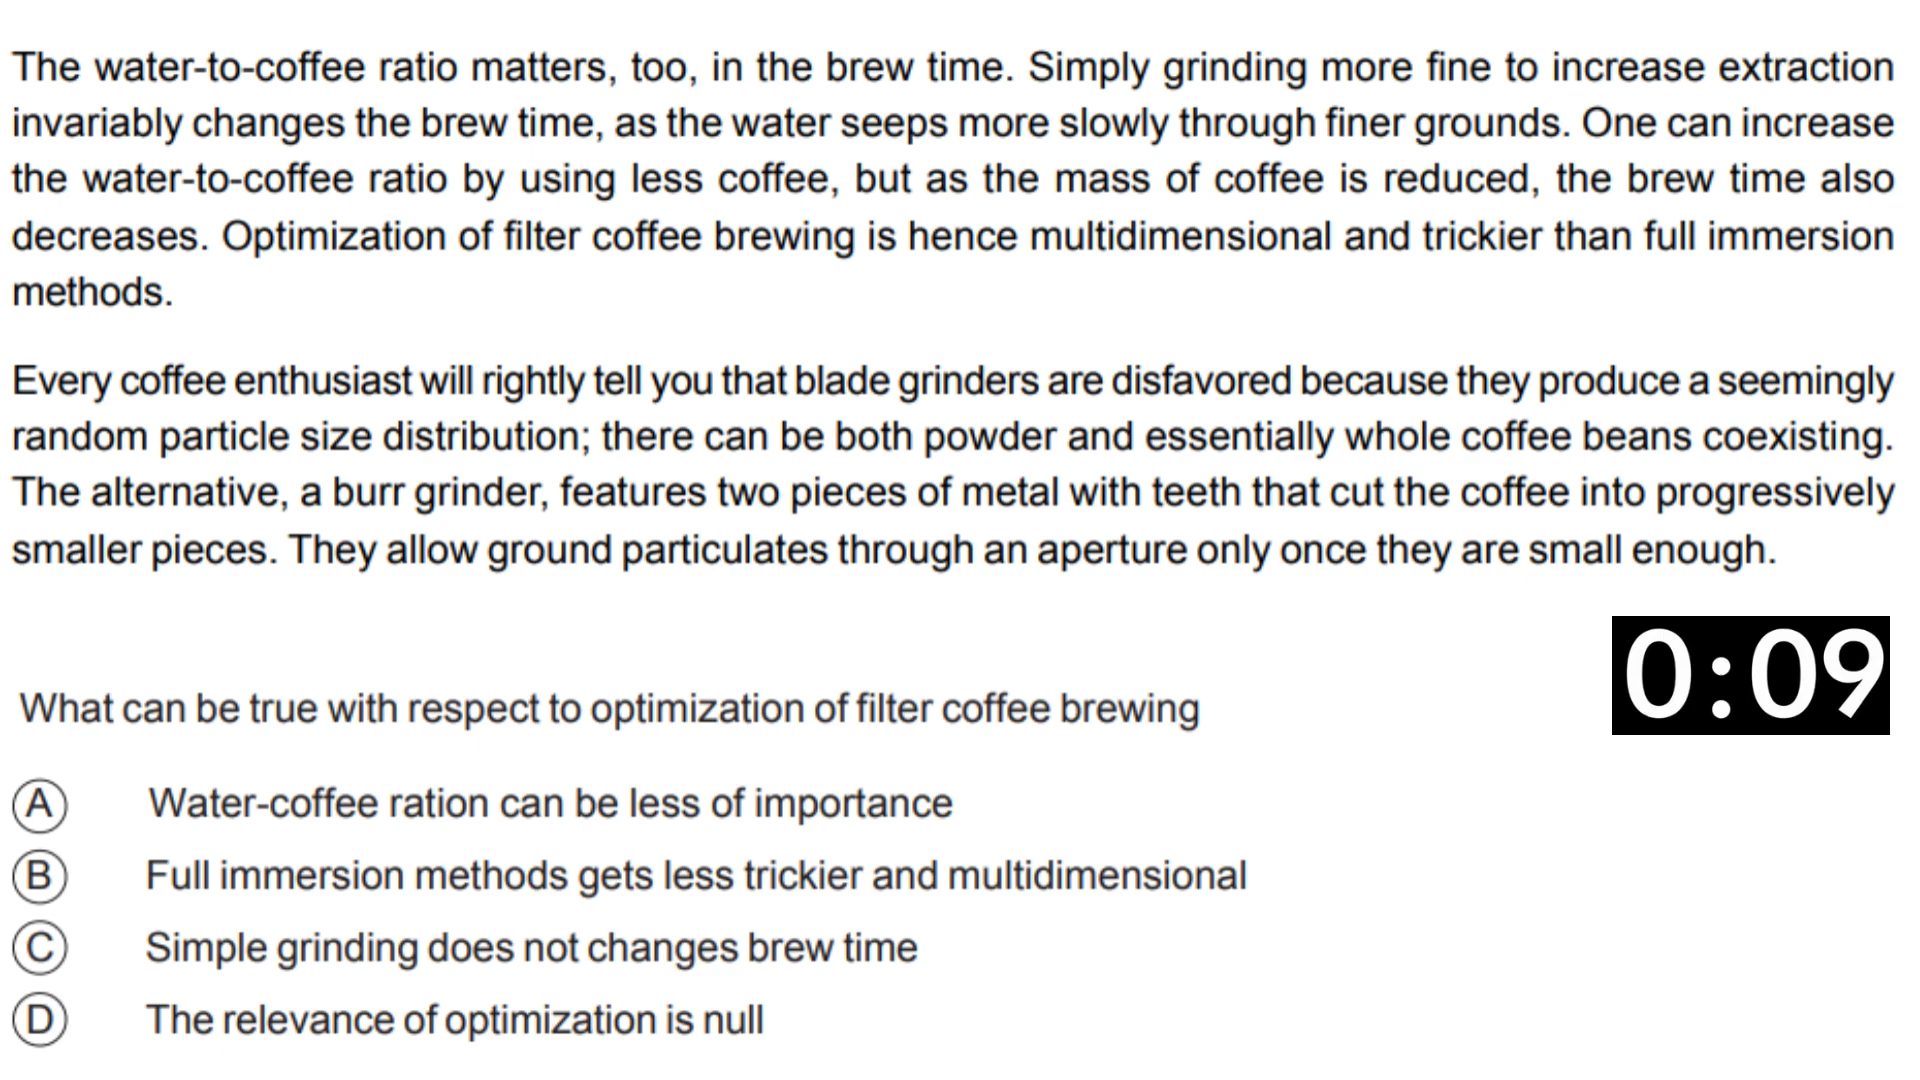 The water-to-coffee ratio matters, too, in the brew time. Simply grinding more fine to increase extraction
invariably changes the brew time, as the water seeps more slowly through finer grounds. One can increase
the water-to-coffee ratio by using less coffee, but as the mass of coffee is reduced, the brew time also
decreases. Optimization of filter coffee brewing is hence multidimensional and trickier than full immersion
methods.
Every coffee enthusiast will rightly tell you that blade grinders are disfavored because they produce a seemingly
random particle size distribution; there can be both powder and essentially whole coffee beans coexisting.
The alternative, a burr grinder, features two pieces of metal with teeth that cut the coffee into progressively
smaller pieces. They allow ground particulates through an aperture only once they are small enough.
0:09
What can be true with respect to optimization of filter coffee brewing
A Water-coffee ration can be less of importance
B Full immersion methods gets less trickier and multidimensional
C Simple grinding does not changes brew time
D The relevance of optimization is null